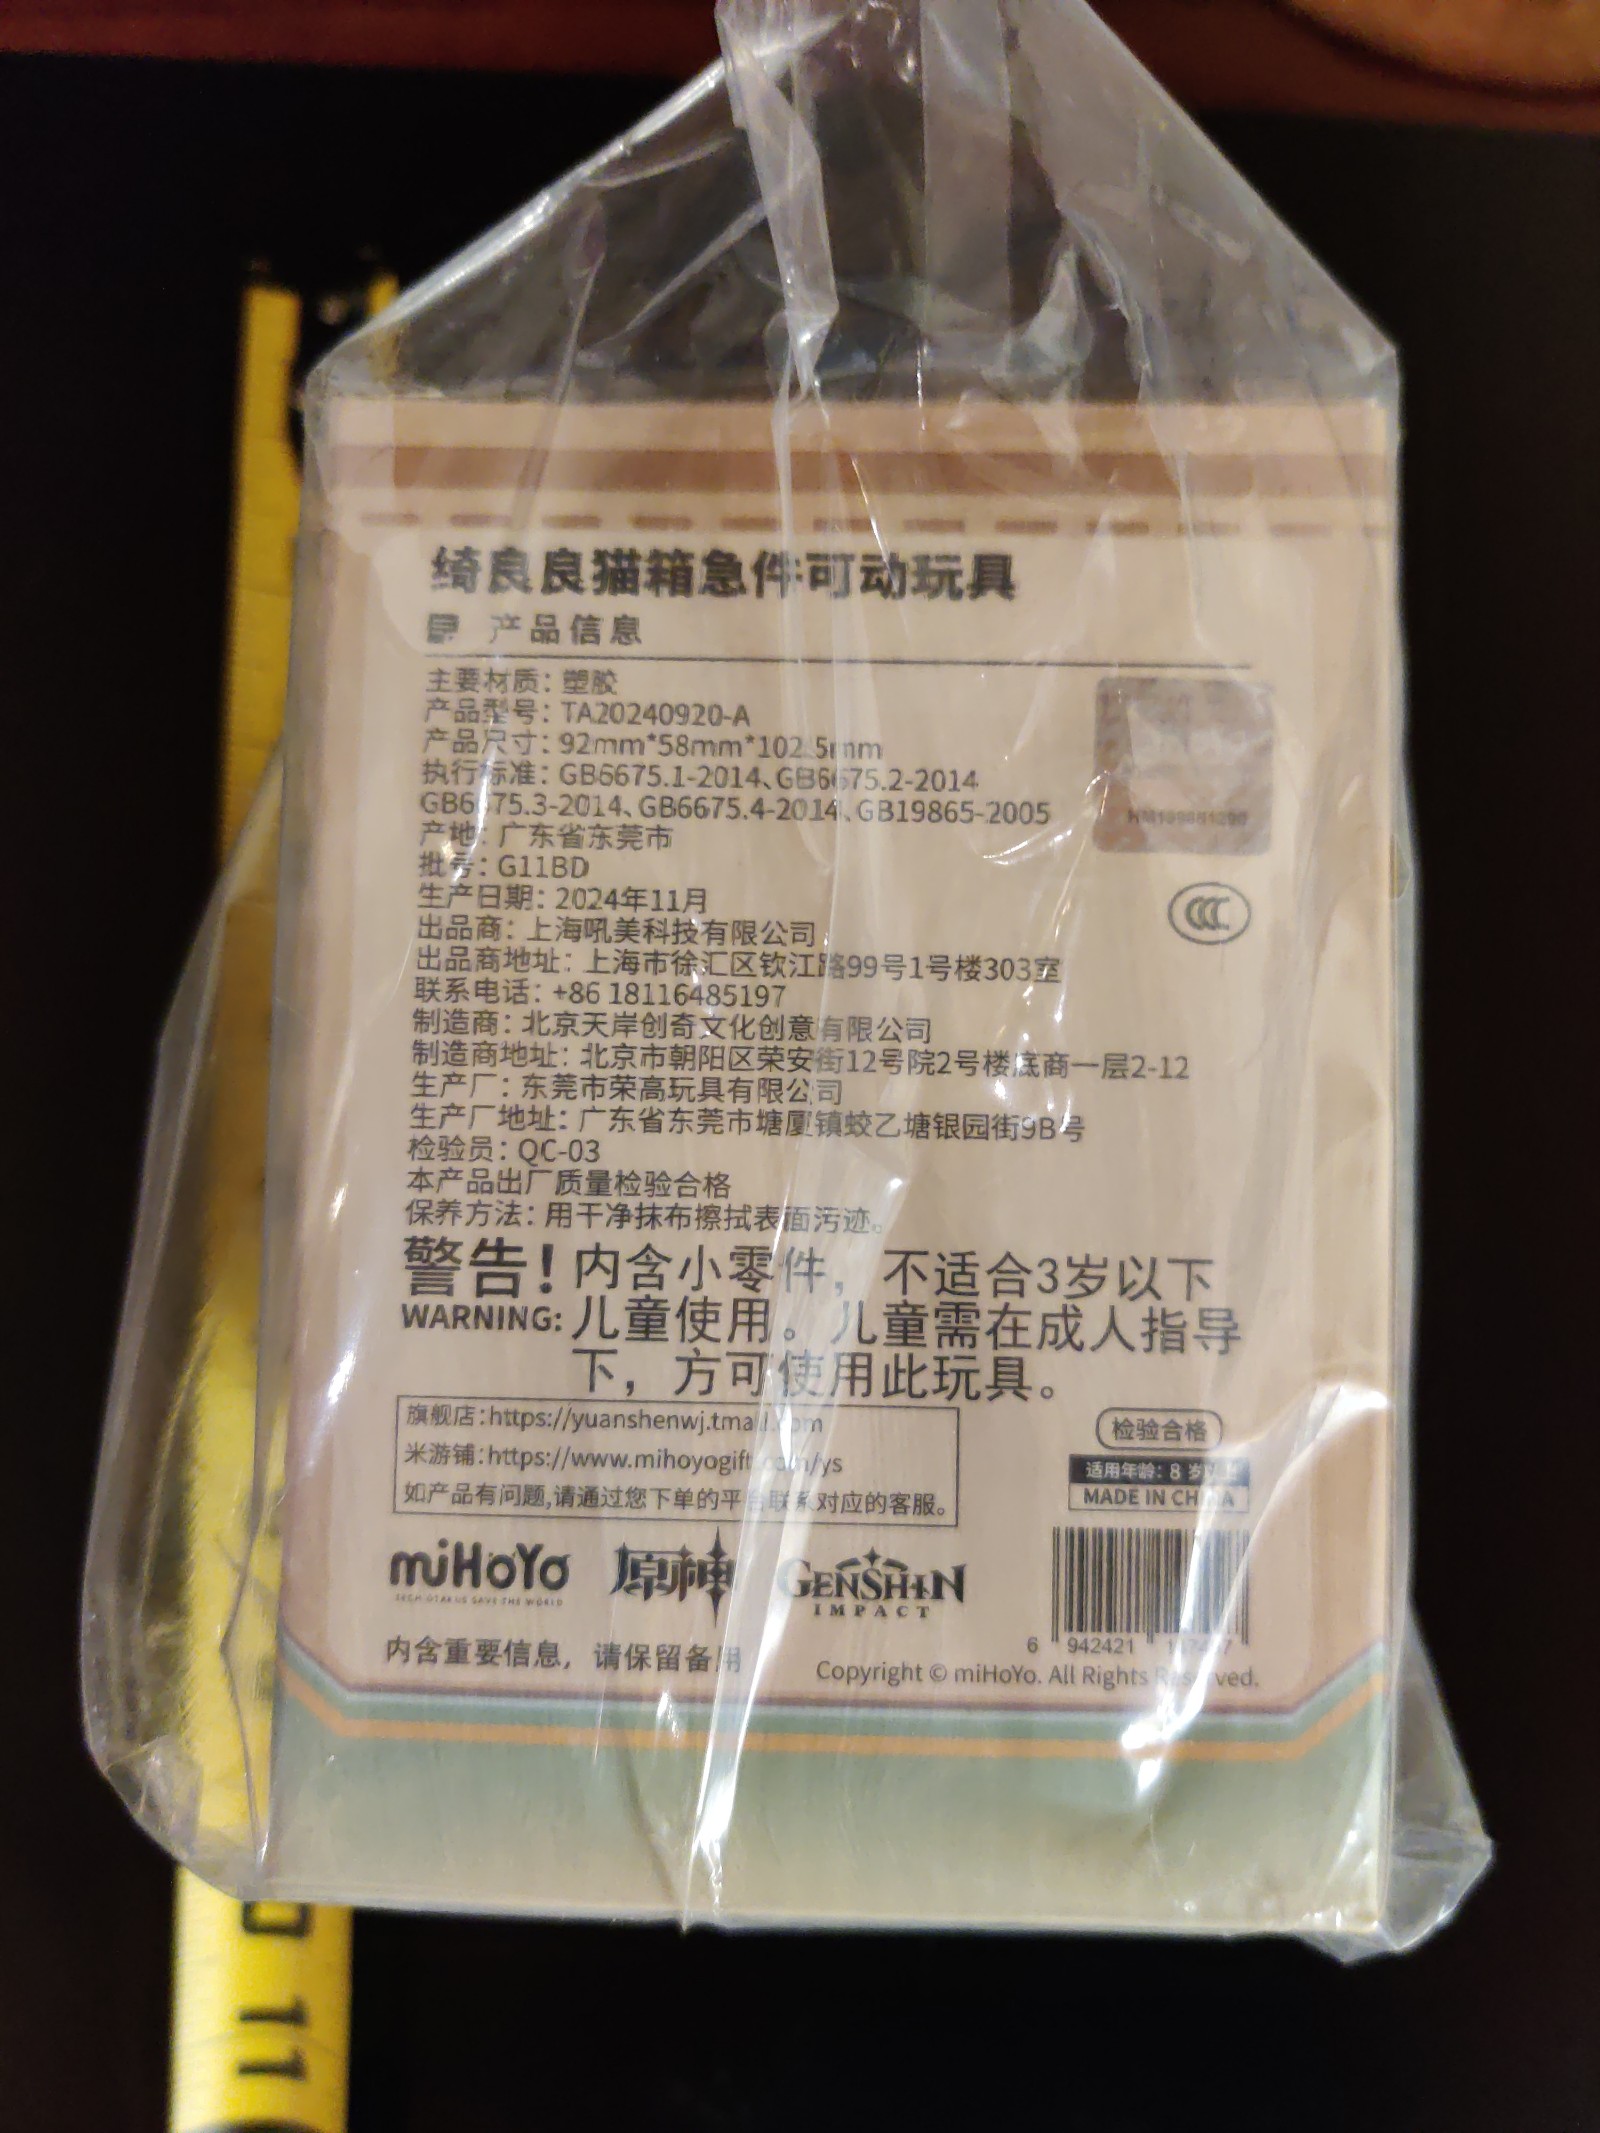 绮良良猫箱急件可动玩具
产品信息
主要材质：塑胶
产品型号：TA20240920-A
产品尺寸：92mm*58mm*102.5mm
执行标准：GB6675.1-2014、GB6675.2-2014
GB6675.3-2014、GB6675.4-2014、GB19865-2005
产地：广东省东莞市
批号：G11BD
生产日期：2024年11月
出品商：上海吼美科技有限公司
出品商地址：上海市徐汇区钦江路99号1号楼303室
联系电话：+86 18116485197
制造商：北京天岸创奇文化创意有限公司
制造商地址：北京市朝阳区荣安街12号院2号楼底商一层2-12
生产厂：东莞市荣高玩具有限公司
生产厂地址：广东省东莞市塘厦镇蛟乙塘银园街9B号
检验员：QC-03
本产品出厂质量检验合格
保养方法：用干净抹布擦拭表面污迹。
CCC
警告！内含小零件，不适合3岁以下
WARNING：儿童使用。儿童需在成人指导
下，方可使用此玩具。
旗舰店：https://yuanshenwj.tmall.com
米游铺：https://www.mihoyogift.com/ys
如产品有问题，请通过您下单的平台联系对应的客服。
检验合格
适用年龄：8 岁以上
MADE IN CHINA
miHoYo
TECH OTAKUS SAVE THE WORLD
原神
GENSHIN
IMPACT
6 942421
内含重要信息，请保留备用
Copyright © miHoYo. All Rights Reserved.
11